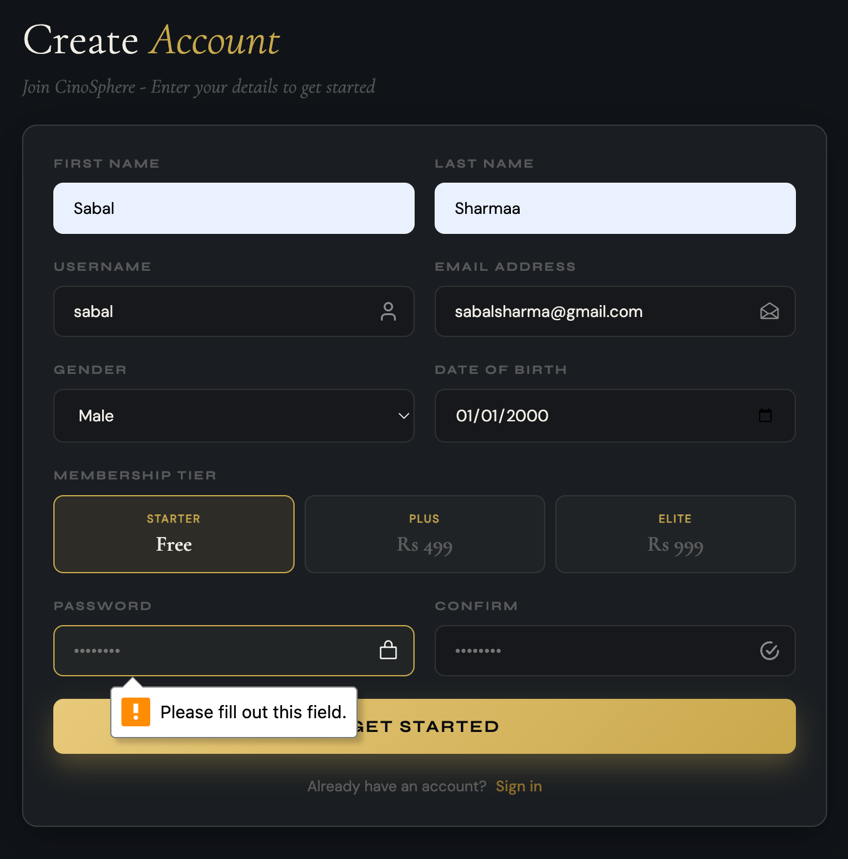 Create Account
Join CinoSphere - Enter your details to get started
FIRST NAME LAST NAME
Sabal Sharmaa
USERNAME EMAIL ADDRESS
sabal sabalsharma@gmail.com
GENDER DATE OF BIRTH
Male 01/01/2000
MEMBERSHIP TIER
STARTER PLUS ELITE
Free Rs 499 Rs 999
PASSWORD CONFIRM
•••••••• ••••••••
Please fill out this field.
GET STARTED
Already have an account? Sign in